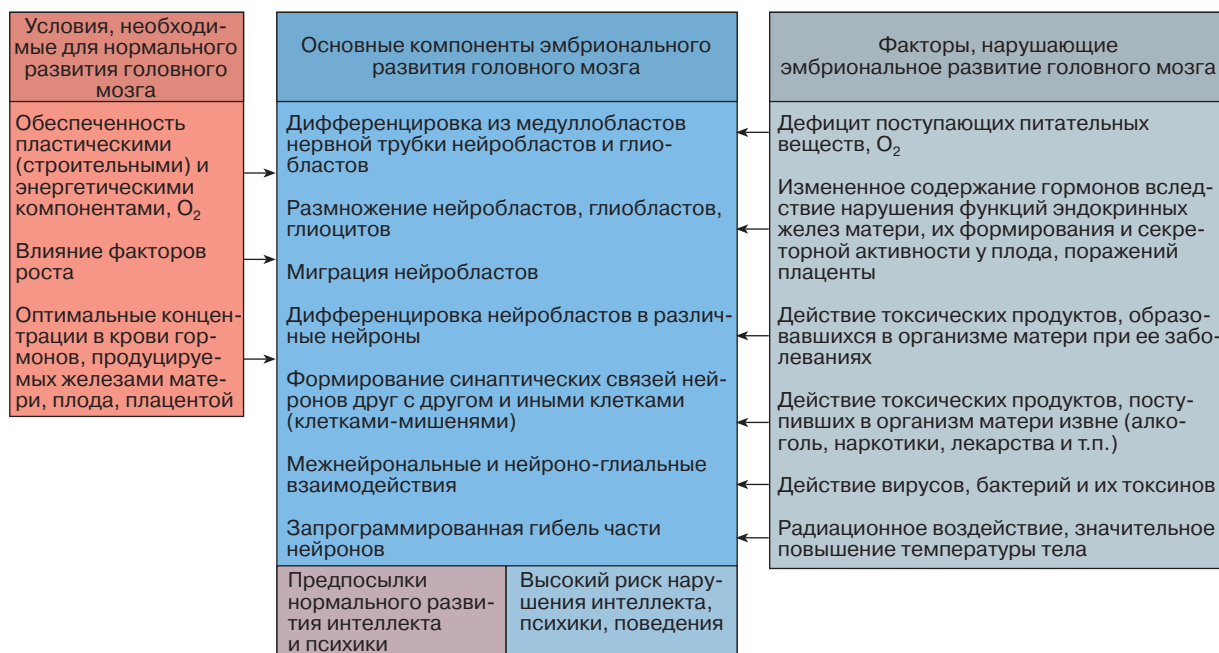 Условия, необходи-
мые для нормального
развития головного
мозга
Обеспеченность
пластическими
(строительными) и
энергетическими
компонентами, O₂
Влияние факторов
роста
Оптимальные концен-
трации в крови гор-
монов, продуцируе-
мых железами мате-
ри, плода, плацентой
Основные компоненты эмбрионального
развития головного мозга
Дифференцировка из медуллобластов
нервной трубки нейробластов и глио-
бластов
Размножение нейробластов, глиобластов,
глиоцитов
Миграция нейробластов
Дифференцировка нейробластов в различ-
ные нейроны
Формирование синаптических связей ней-
ронов друг с другом и иными клетками
(клетками-мишенями)
Межнейрональные и нейроно-глиальные
взаимодействия
Запрограммированная гибель части
нейронов
Предпосылки
нормального разви-
тия интеллекта
и психики
Высокий риск нару-
шения интеллекта,
психики, поведения
Факторы, нарушающие
эмбриональное развитие головного мозга
Дефицит поступающих питательных
веществ, O₂
Измененное содержание гормонов вслед-
ствие нарушения функций эндокринных
желез матери, их формирования и секре-
торной активности у плода, поражений
плаценты
Действие токсических продуктов, образо-
вавшихся в организме матери при ее забо-
леваниях
Действие токсических продуктов, посту-
пивших в организм матери извне (алко-
голь, наркотики, лекарства и т.п.)
Действие вирусов, бактерий и их токсинов
Радиационное воздействие, значительное
повышение температуры тела